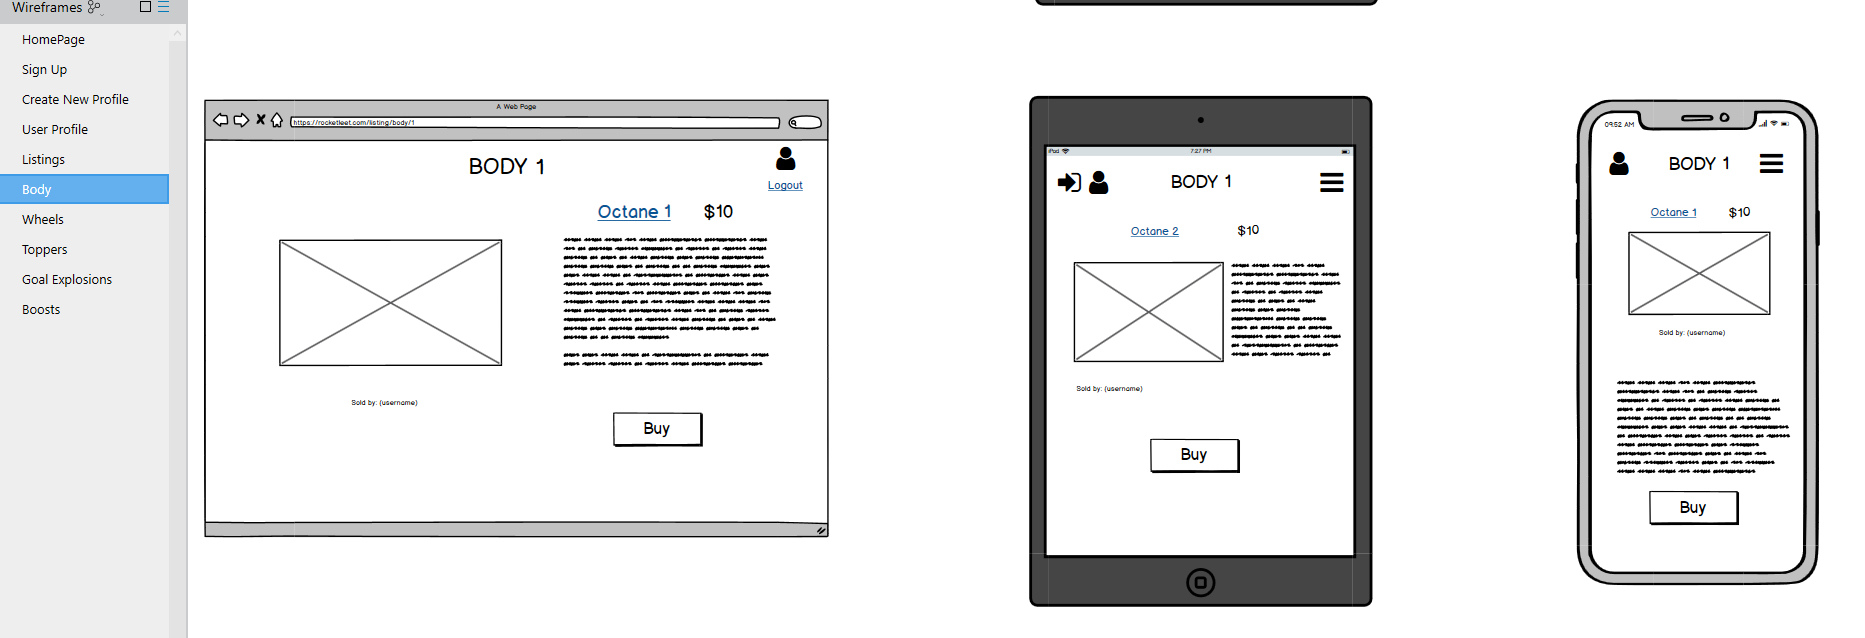 Wireframes
HomePage
Sign Up
Create New Profile
User Profile
Listings
Body
Wheels
Toppers
Goal Explosions
Boosts
A Web Page
https://rocketleet.com/listing/body/1
BODY 1
Logout
Octane 1 $10
Sold by: (username)
Buy
iPad 7:27 PM
BODY 1
Octane 2 $10
Sold by: (username)
Buy
09:52 AM
BODY 1
Octane 1 $10
Sold by: (username)
Buy